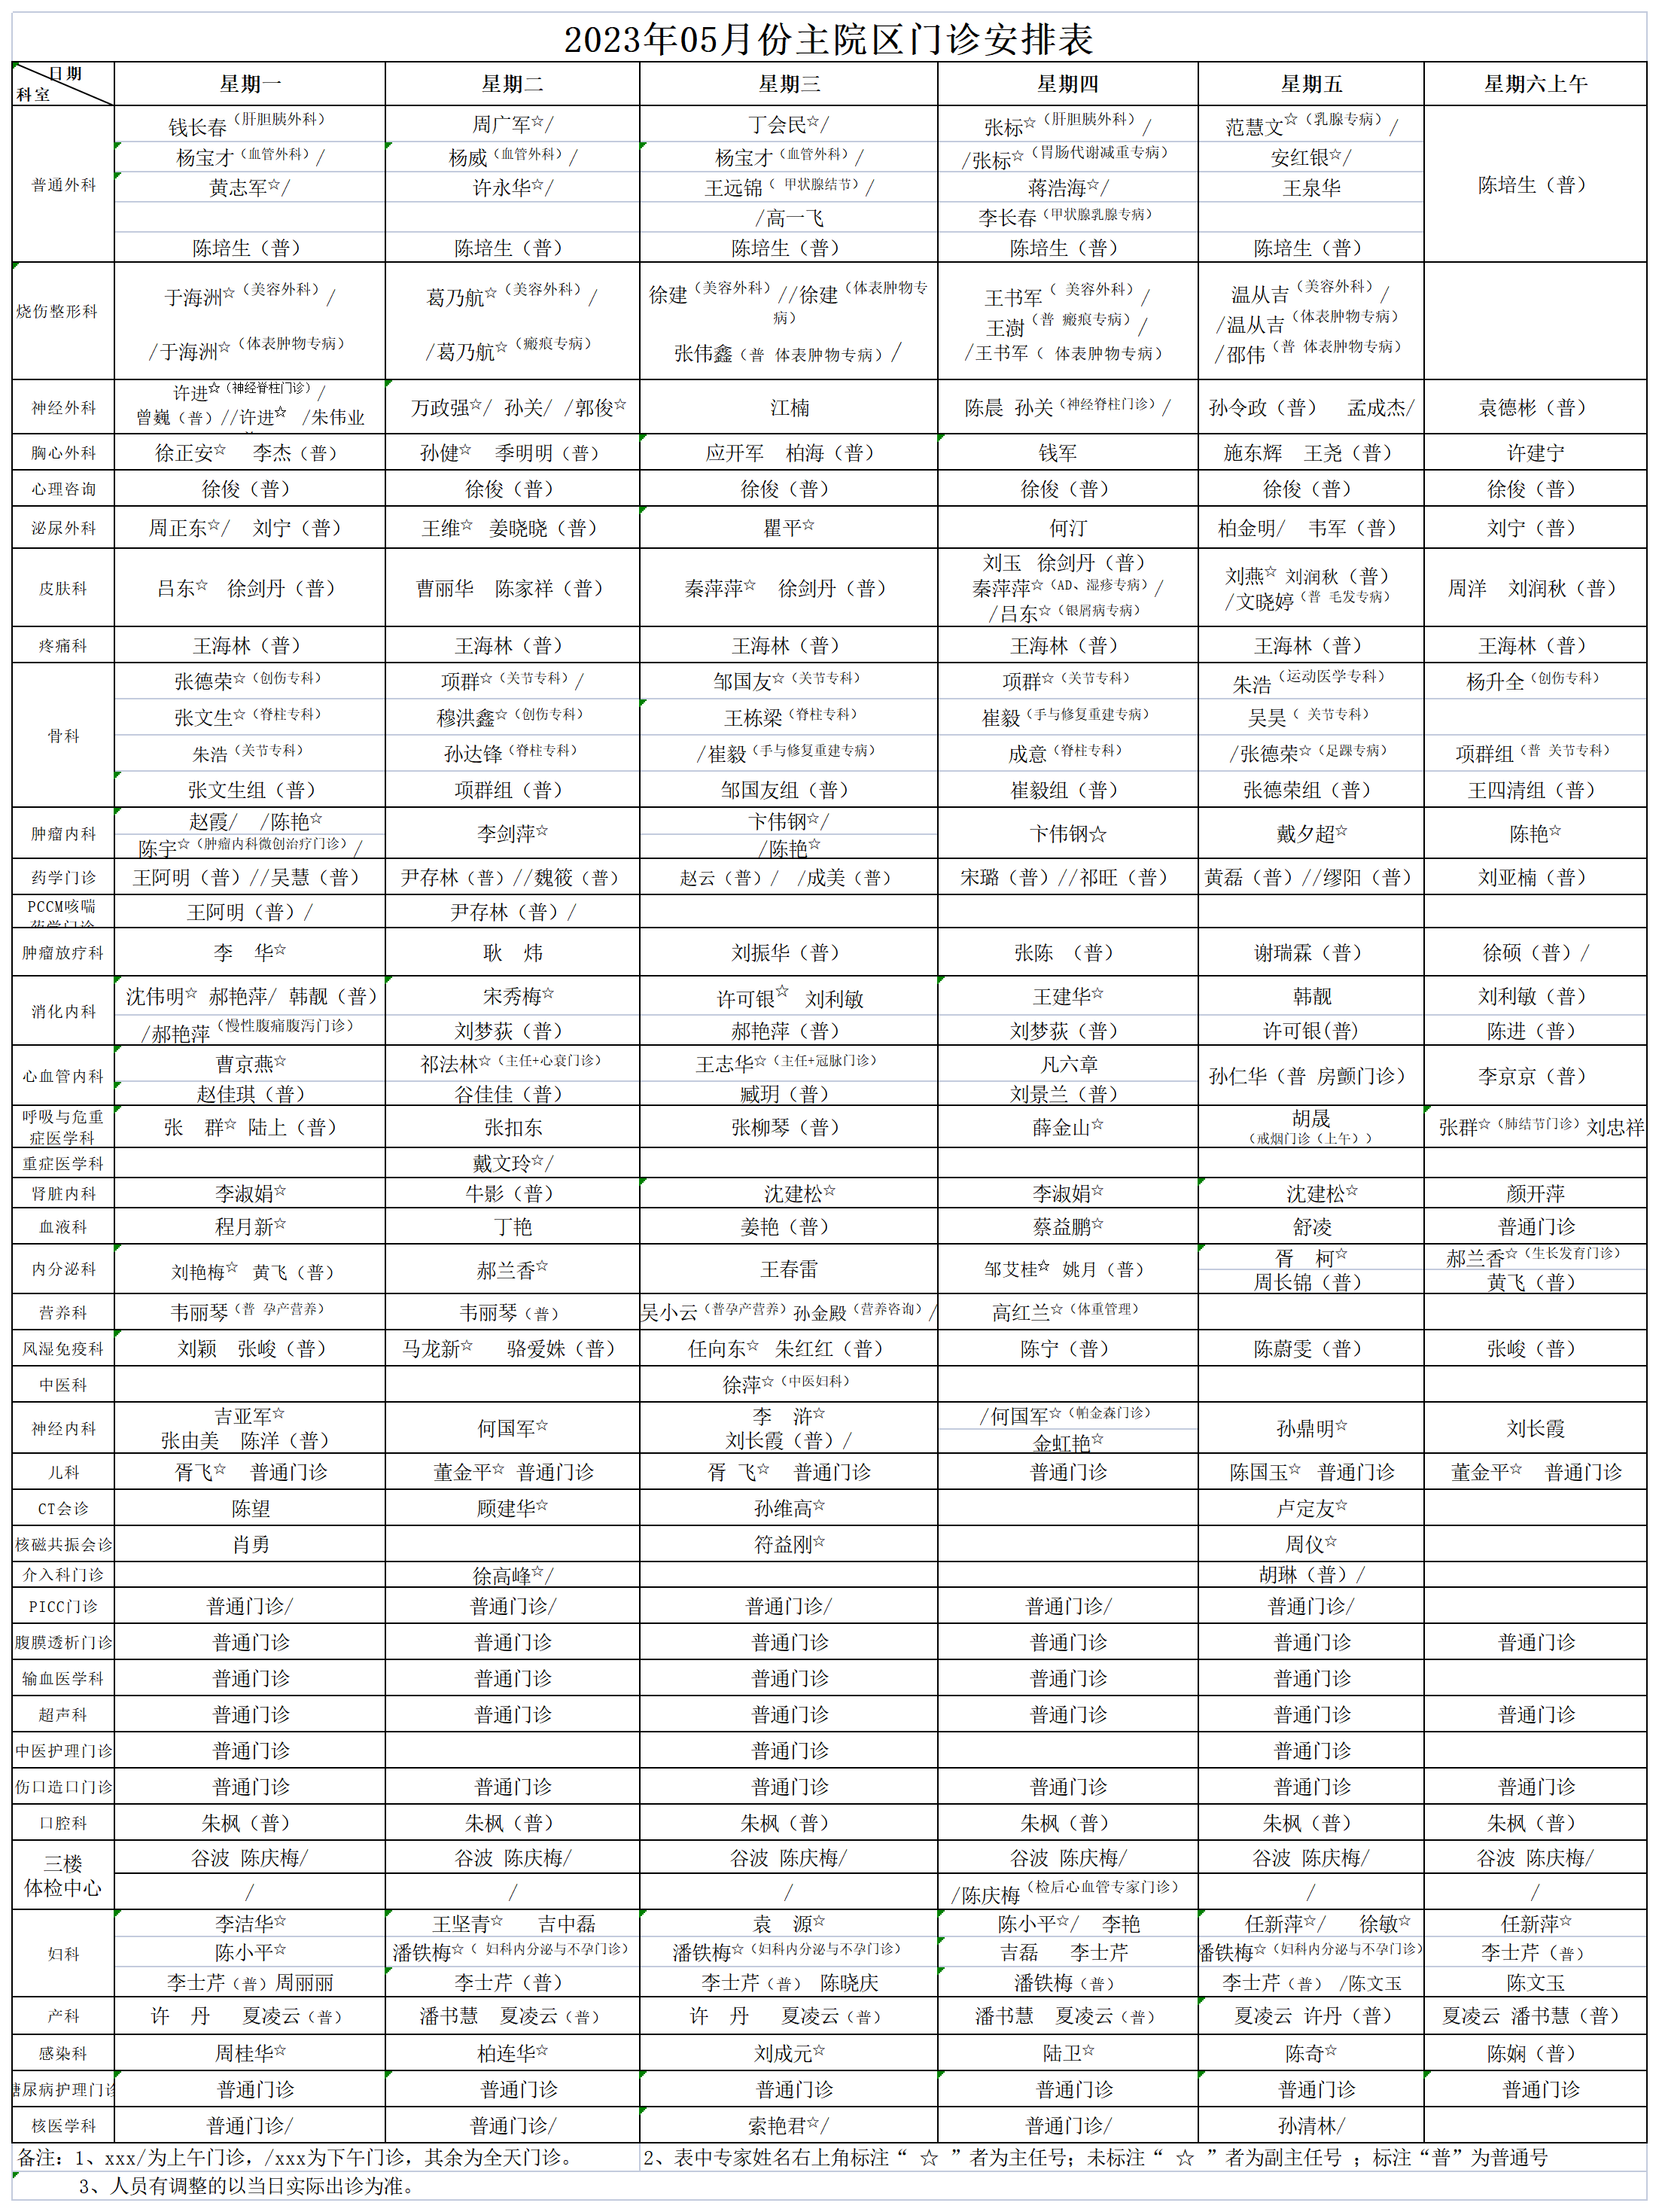 2023年05月份主院区门诊安排表
日期 科室 星期一 星期二 星期三 星期四 星期五 星期六上午
普通外科
钱长春（肝胆胰外科） 周广军☆/ 丁会民☆/ 张标☆（肝胆胰外科）/ 范慧文☆（乳腺专病）/
杨宝才（血管外科）/ 杨威（血管外科）/ 杨宝才（血管外科）/ /张标☆（胃肠代谢减重专病） 安红银☆/
黄志军☆/ 许永华☆/ 王远锦（ 甲状腺结节）/ 蒋浩海☆/ 王泉华 陈培生（普）
/高一飞 李长春（甲状腺乳腺专病）
陈培生（普） 陈培生（普） 陈培生（普） 陈培生（普） 陈培生（普）
烧伤整形科
于海洲☆（美容外科）/ 葛乃航☆（美容外科）/ 徐建（美容外科）//徐建（体表肿物专病） 王书军（ 美容外科）/ 温从吉（美容外科）/
王澍（普 瘢痕专病）/ /温从吉（体表肿物专病）
/于海洲☆（体表肿物专病） /葛乃航☆（瘢痕专病） 张伟鑫（普 体表肿物专病）/ /王书军（ 体表肿物专病） /邵伟（普 体表肿物专病）
神经外科 许进☆（神经脊柱门诊）/
曾巍（普）//许进☆ /朱伟业 万政强☆/ 孙关/ /郭俊☆ 江楠 陈晨 孙关（神经脊柱门诊）/ 孙令政（普） 孟成杰/ 袁德彬（普）
胸心外科 徐正安☆ 李杰（普） 孙健☆ 季明明（普） 应开军 柏海（普） 钱军 施东辉 王尧（普） 许建宁
心理咨询 徐俊（普） 徐俊（普） 徐俊（普） 徐俊（普） 徐俊（普） 徐俊（普）
泌尿外科 周正东☆/ 刘宁（普） 王维☆ 姜晓晓（普） 瞿平☆ 何汀 柏金明/ 韦军（普） 刘宁（普）
皮肤科 吕东☆ 徐剑丹（普） 曹丽华 陈家祥（普） 秦萍萍☆ 徐剑丹（普） 刘玉 徐剑丹（普）
秦萍萍☆（AD、湿疹专病）/
/吕东☆（银屑病专病） 刘燕☆ 刘润秋（普）
/文晓婷（普 毛发专病） 周洋 刘润秋（普）
疼痛科 王海林（普） 王海林（普） 王海林（普） 王海林（普） 王海林（普） 王海林（普）
骨科
张德荣☆（创伤专科） 项群☆（关节专科）/ 邹国友☆（关节专科） 项群☆（关节专科） 朱浩（运动医学专科） 杨升全（创伤专科）
张文生☆（脊柱专科） 穆洪鑫☆（创伤专科） 王栋梁（脊柱专科） 崔毅（手与修复重建专病） 吴昊（ 关节专科）
朱浩（关节专科） 孙达锋（脊柱专科） /崔毅（手与修复重建专病） 成意（脊柱专科） /张德荣☆（足踝专病） 项群组（普 关节专科）
张文生组（普） 项群组（普） 邹国友组（普） 崔毅组（普） 张德荣组（普） 王四清组（普）
肿瘤内科 赵霞/ /陈艳☆
陈宇☆（肿瘤内科微创治疗门诊）/ 李剑萍☆ 卞伟钢☆/
/陈艳☆ 卞伟钢☆ 戴夕超☆ 陈艳☆
药学门诊 王阿明（普）//吴慧（普） 尹存林（普）//魏筱（普） 赵云（普）/ /成美（普） 宋璐（普）//祁旺（普） 黄磊（普）//缪阳（普） 刘亚楠（普）
PCCM咳喘
药学门诊 王阿明（普）/ 尹存林（普）/
肿瘤放疗科 李 华☆ 耿 炜 刘振华（普） 张陈 （普） 谢瑞霖（普） 徐硕（普）/
消化内科
沈伟明☆ 郝艳萍/ 韩靓（普） 宋秀梅☆ 许可银☆ 刘利敏 王建华☆ 韩靓 刘利敏（普）
/郝艳萍（慢性腹痛腹泻门诊） 刘梦荻（普） 郝艳萍（普） 刘梦荻（普） 许可银(普) 陈进（普）
心血管内科
曹京燕☆ 祁法林☆（主任+心衰门诊） 王志华☆（主任+冠脉门诊） 凡六章 孙仁华（普 房颤门诊） 李京京（普）
赵佳琪（普） 谷佳佳（普） 臧玥（普） 刘景兰（普）
呼吸与危重
症医学科 张 群☆ 陆上（普） 张扣东 张柳琴（普） 薛金山☆ 胡晟
（戒烟门诊（上午）） 张群☆（肺结节门诊）刘忠祥
重症医学科 戴文玲☆/
肾脏内科 李淑娟☆ 牛影（普） 沈建松☆ 李淑娟☆ 沈建松☆ 颜开萍
血液科 程月新☆ 丁艳 姜艳（普） 蔡益鹏☆ 舒凌 普通门诊
内分泌科 刘艳梅☆ 黄飞（普） 郝兰香☆ 王春雷 邹艾桂☆ 姚月（普） 胥 柯☆
周长锦（普） 郝兰香☆（生长发育门诊）
黄飞（普）
营养科 韦丽琴（普 孕产营养） 韦丽琴（普） 吴小云（普孕产营养）孙金殿（营养咨询）/ 高红兰☆（体重管理）
风湿免疫科 刘颖 张峻（普） 马龙新☆ 骆爱姝（普） 任向东☆ 朱红红（普） 陈宁（普） 陈蔚雯（普） 张峻（普）
中医科 徐萍☆（中医妇科）
神经内科 吉亚军☆
张由美 陈洋（普） 何国军☆ 李 浒☆
刘长霞（普）/ /何国军☆（帕金森门诊）
金虹艳☆ 孙鼎明☆ 刘长霞
儿科 胥飞☆ 普通门诊 董金平☆ 普通门诊 胥 飞☆ 普通门诊 普通门诊 陈国玉☆ 普通门诊 董金平☆ 普通门诊
CT会诊 陈望 顾建华☆ 孙维高☆ 卢定友☆
核磁共振会诊 肖勇 符益刚☆ 周仪☆
介入科门诊 徐高峰☆/ 胡琳（普）/
PICC门诊 普通门诊/ 普通门诊/ 普通门诊/ 普通门诊/ 普通门诊/
腹膜透析门诊 普通门诊 普通门诊 普通门诊 普通门诊 普通门诊 普通门诊
输血医学科 普通门诊 普通门诊 普通门诊 普通门诊 普通门诊
超声科 普通门诊 普通门诊 普通门诊 普通门诊 普通门诊 普通门诊
中医护理门诊 普通门诊 普通门诊 普通门诊
伤口造口门诊 普通门诊 普通门诊 普通门诊 普通门诊 普通门诊 普通门诊
口腔科 朱枫（普） 朱枫（普） 朱枫（普） 朱枫（普） 朱枫（普） 朱枫（普）
三楼
体检中心
谷波 陈庆梅/ 谷波 陈庆梅/ 谷波 陈庆梅/ 谷波 陈庆梅/ 谷波 陈庆梅/ 谷波 陈庆梅/
/ / / /陈庆梅（检后心血管专家门诊） / /
妇科
李洁华☆ 王坚青☆ 吉中磊 袁 源☆ 陈小平☆/ 李艳 任新萍☆/ 徐敏☆ 任新萍☆
陈小平☆ 潘铁梅☆（ 妇科内分泌与不孕门诊） 潘铁梅☆（妇科内分泌与不孕门诊） 吉磊 李士芹 潘铁梅☆（妇科内分泌与不孕门诊） 李士芹（普）
李士芹（普）周丽丽 李士芹（普） 李士芹（普） 陈晓庆 潘铁梅（普） 李士芹（普） /陈文玉 陈文玉
产科 许 丹 夏凌云（普） 潘书慧 夏凌云（普） 许 丹 夏凌云（普） 潘书慧 夏凌云（普） 夏凌云 许丹（普） 夏凌云 潘书慧（普）
感染科 周桂华☆ 柏连华☆ 刘成元☆ 陆卫☆ 陈奇☆ 陈娴（普）
糖尿病护理门诊 普通门诊 普通门诊 普通门诊 普通门诊 普通门诊 普通门诊
核医学科 普通门诊/ 普通门诊/ 索艳君☆/ 普通门诊/ 孙清林/
备注：1、xxx/为上午门诊，/xxx为下午门诊，其余为全天门诊。 2、表中专家姓名右上角标注“ ☆ ”者为主任号；未标注“ ☆ ”者为副主任号 ；标注“普”为普通号
3、人员有调整的以当日实际出诊为准。